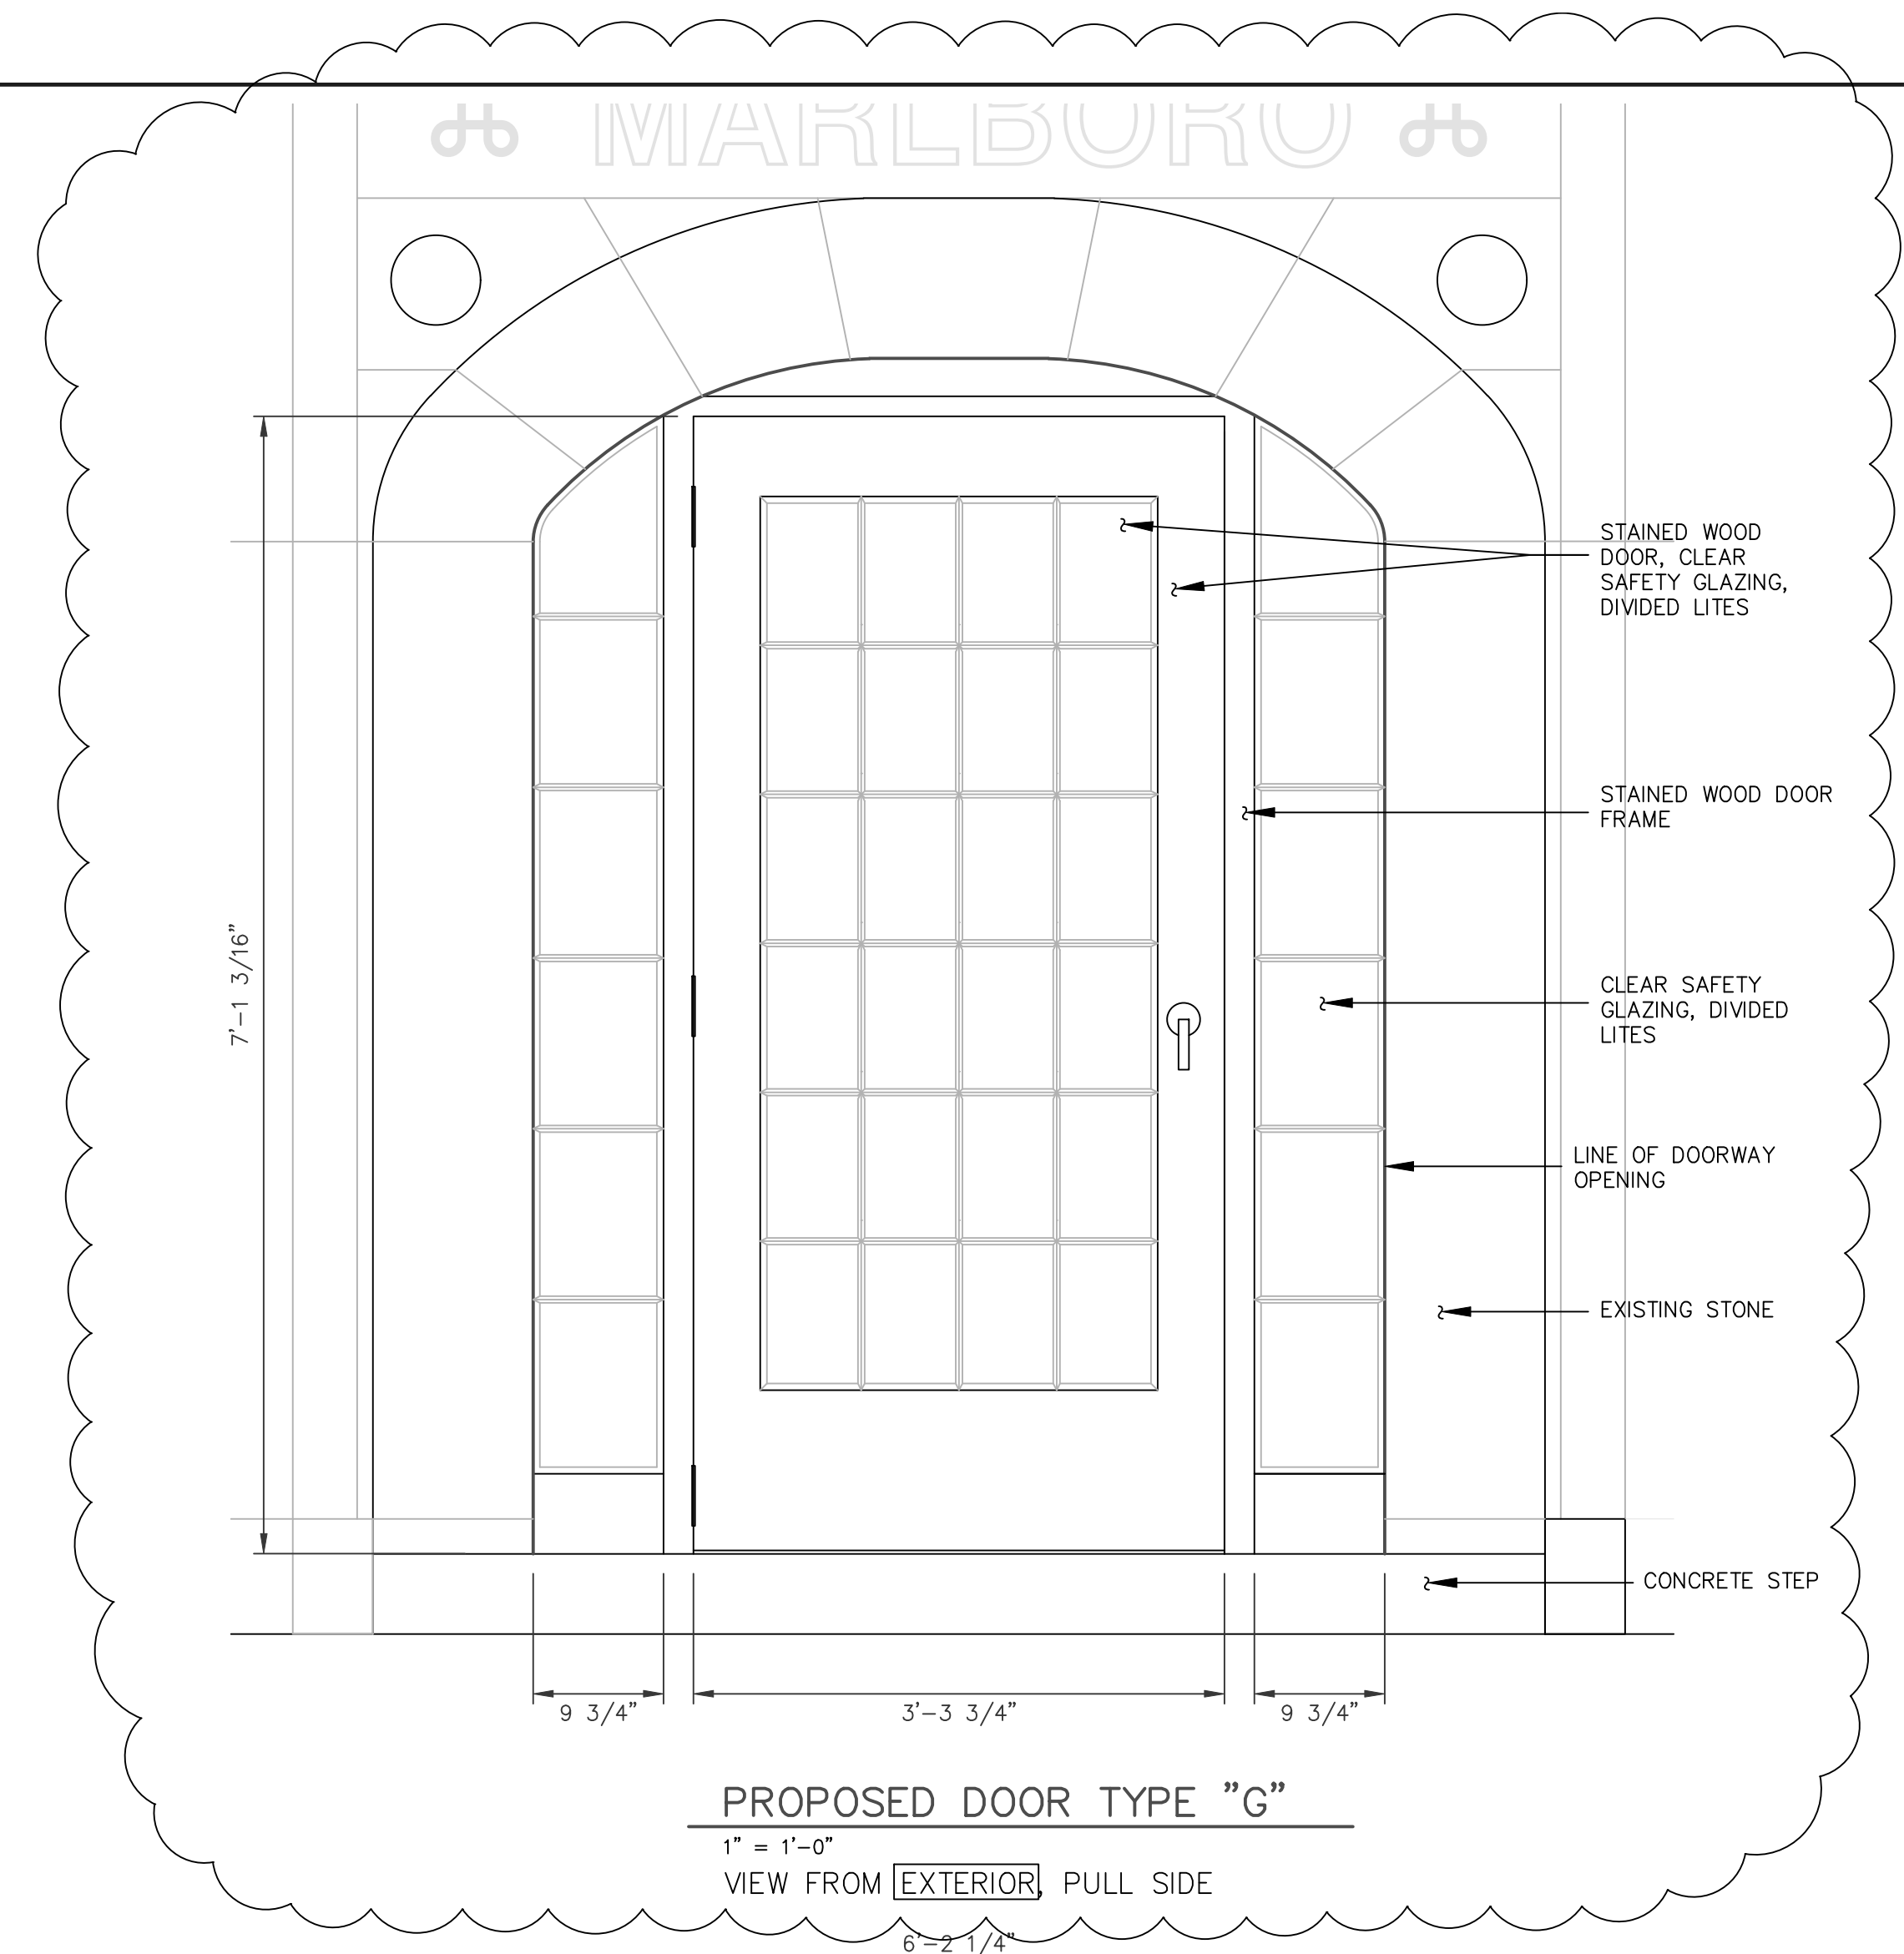 ⌘ MARLBORO ⌘
STAINED WOOD
DOOR, CLEAR
SAFETY GLAZING,
DIVIDED LITES
STAINED WOOD DOOR
FRAME
7'-1 3/16"
CLEAR SAFETY
GLAZING, DIVIDED
LITES
LINE OF DOORWAY
OPENING
EXISTING STONE
CONCRETE STEP
9 3/4"
3'-3 3/4"
9 3/4"
PROPOSED DOOR TYPE "G"
1" = 1'-0"
VIEW FROM EXTERIOR, PULL SIDE
6'-2 1/4"